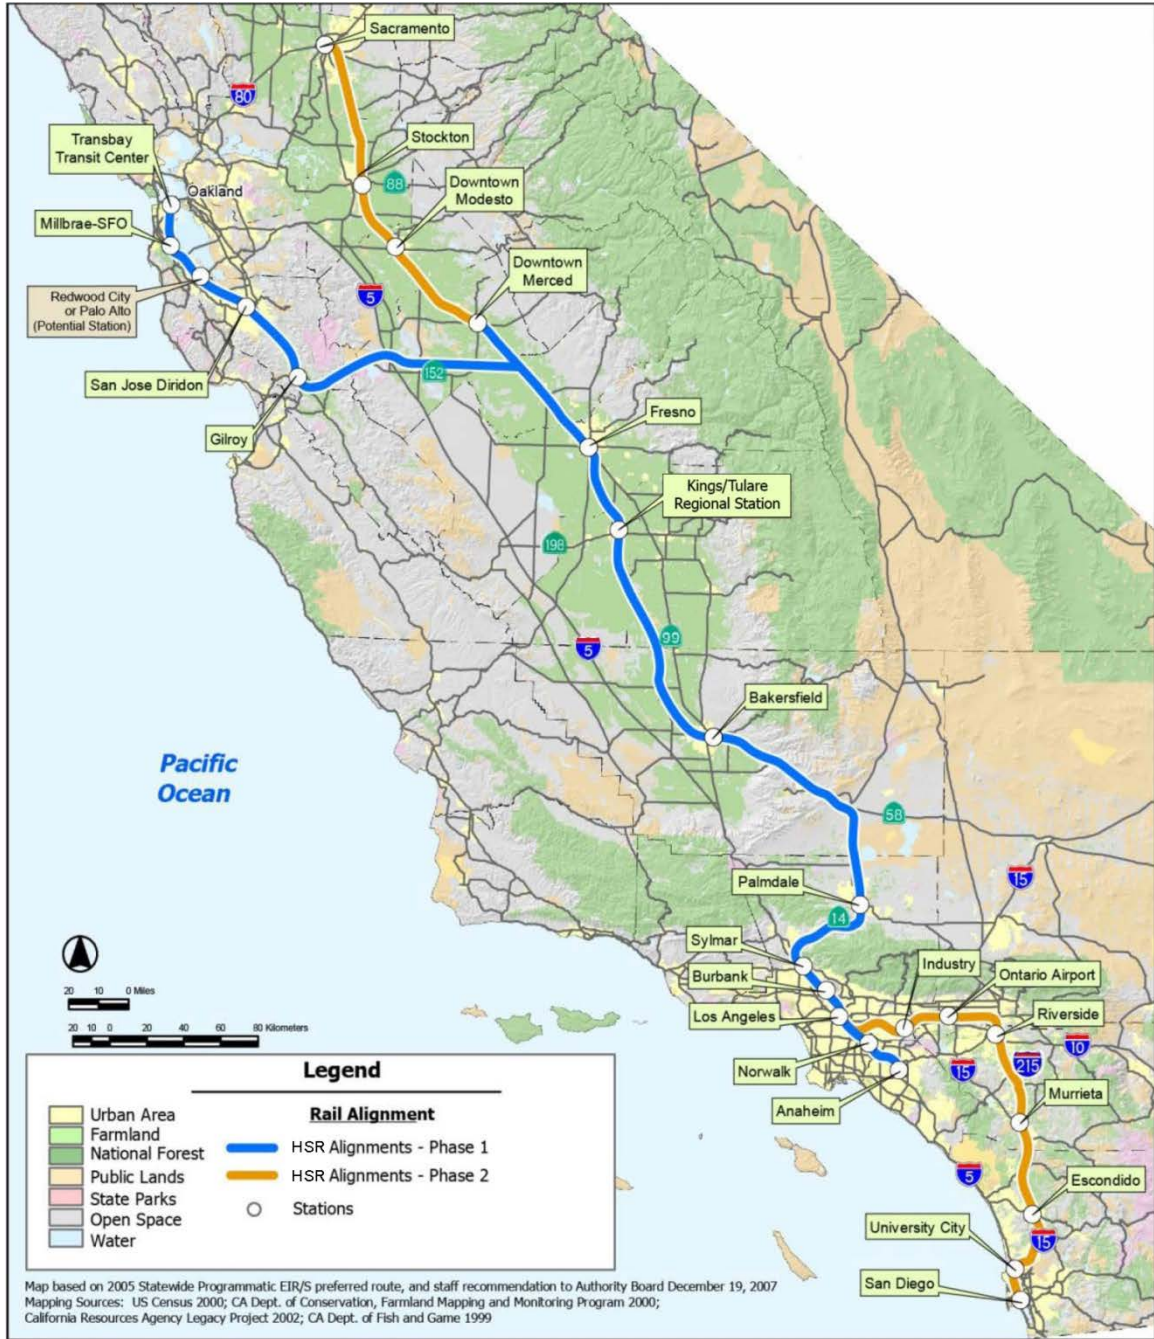 Sacramento
80
Transbay
Transit Center
Stockton
Oakland
88
Downtown
Modesto
Millbrae-SFO
Downtown
Merced
Redwood City
or Palo Alto
(Potential Station)
5
152
San Jose Diridon
Fresno
Gilroy
Kings/Tulare
Regional Station
198
99
5
Bakersfield
Pacific
Ocean
58
Palmdale
15
14
Sylmar
Industry
Ontario Airport
Burbank
Los Angeles
Riverside
Norwalk
10
15
215
Anaheim
Murrieta
5
Escondido
University City
15
San Diego
20 10 0 Miles
20 10 0 20 40 60 80 Kilometers
Legend
Rail Alignment
Urban Area
Farmland
National Forest
Public Lands
State Parks
Open Space
Water
HSR Alignments - Phase 1
HSR Alignments - Phase 2
Stations
Map based on 2005 Statewide Programmatic EIR/S preferred route, and staff recommendation to Authority Board December 19, 2007
Mapping Sources: US Census 2000; CA Dept. of Conservation, Farmland Mapping and Monitoring Program 2000;
California Resources Agency Legacy Project 2002; CA Dept. of Fish and Game 1999